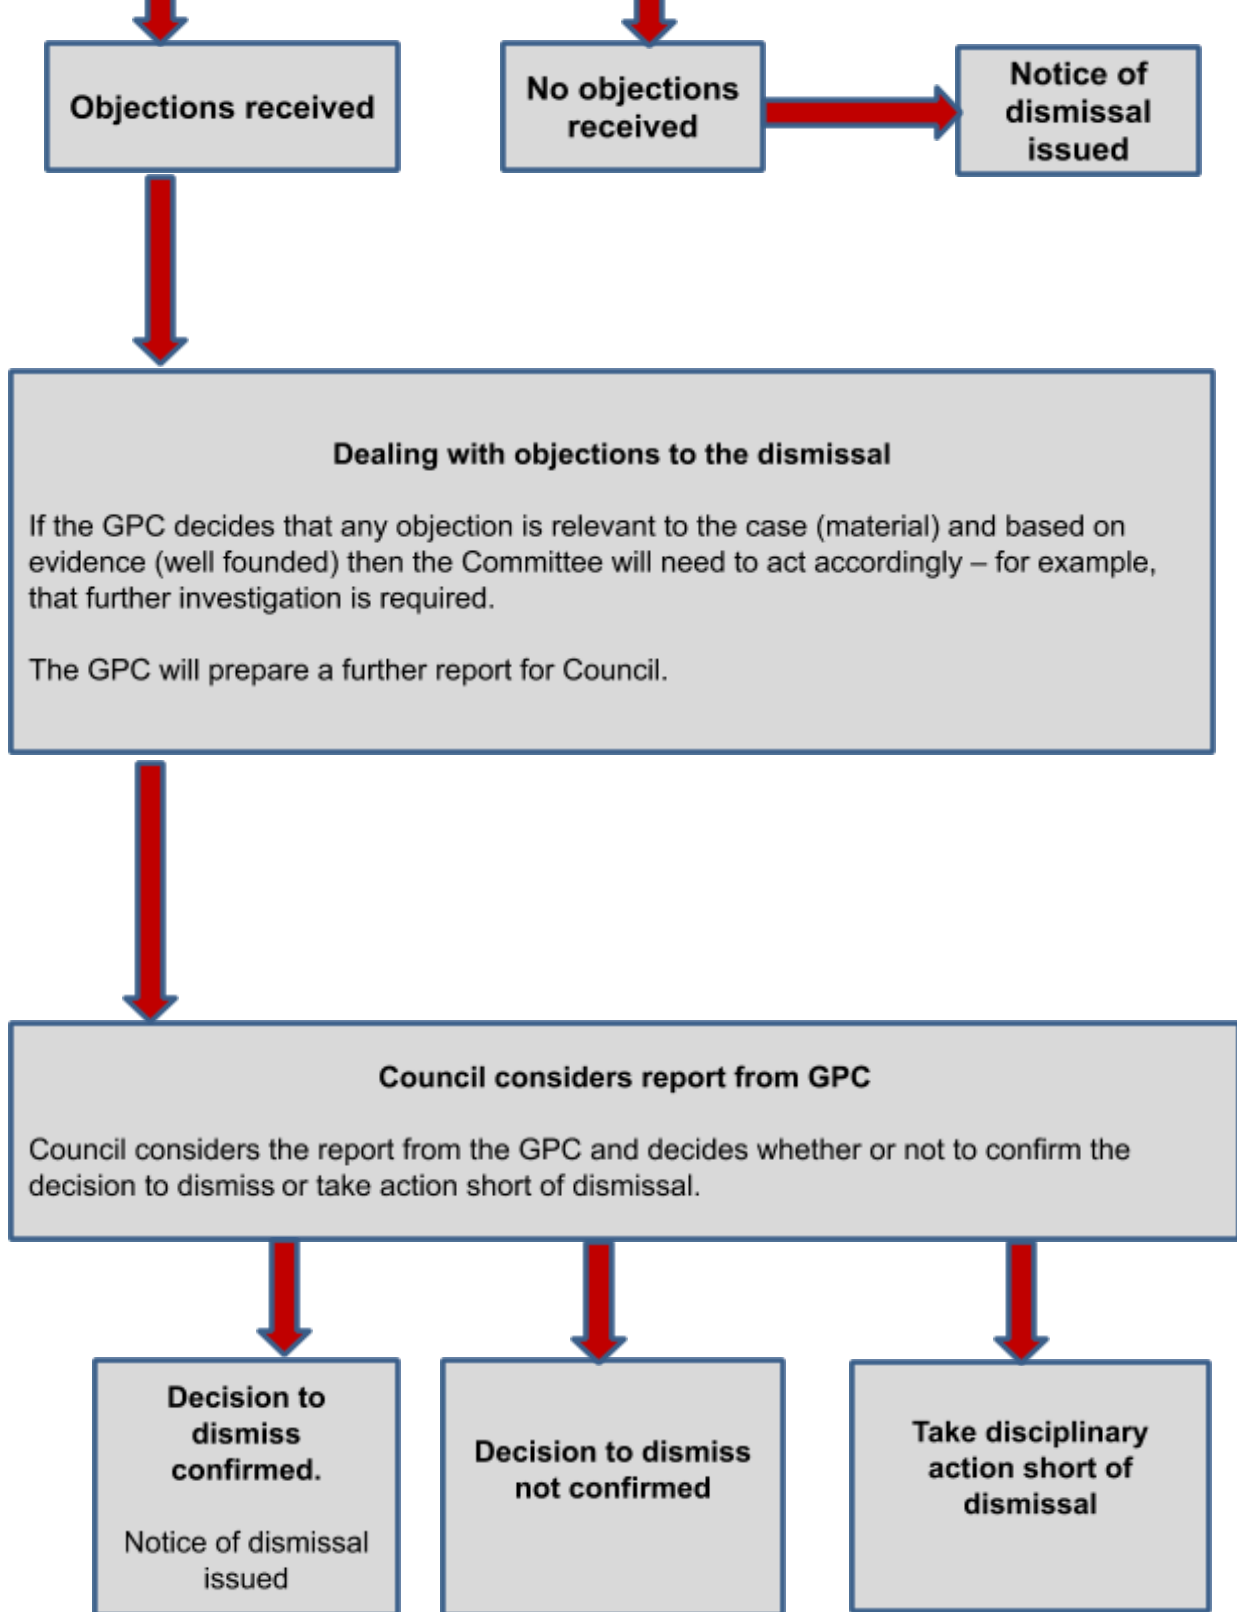 Objections received
No objections
received
Notice of
dismissal
issued
Dealing with objections to the dismissal
If the GPC decides that any objection is relevant to the case (material) and based on
evidence (well founded) then the Committee will need to act accordingly – for example,
that further investigation is required.
The GPC will prepare a further report for Council.
Council considers report from GPC
Council considers the report from the GPC and decides whether or not to confirm the
decision to dismiss or take action short of dismissal.
Decision to
dismiss
confirmed.
Notice of dismissal
issued
Decision to dismiss
not confirmed
Take disciplinary
action short of
dismissal